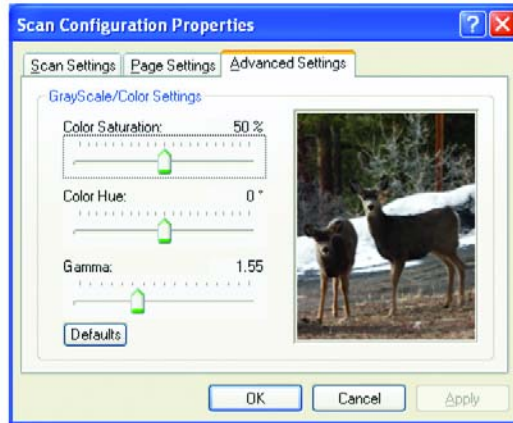 Scan Configuration Properties
Scan Settings Page Settings Advanced Settings
GrayScale/Color Settings
Color Saturation: 50 %
Color Hue: 0 °
Gamma: 1.55
Defaults
OK Cancel Apply